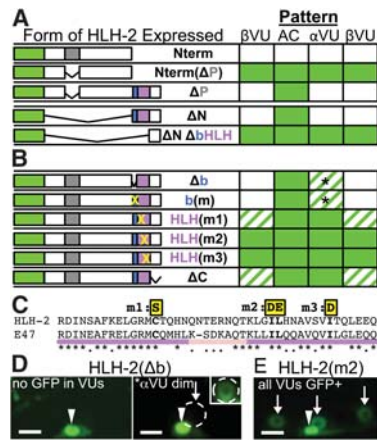 Form of HLH-2 Expressed
Pattern
βVU AC αVU βVU
A
Nterm
Nterm(ΔP)
ΔP
ΔN
ΔN ΔbHLH
B
Δb *
b(m) *
HLH(m1)
HLH(m2)
HLH(m3)
ΔC
C m1: S m2: DE m3: D
HLH-2 RDINSAFKELGRMCTQHNQNTERNQTKLGILHNAVSVITQLEEQ
E47 RDINEAFRELGRMCQMHLK-SDKAQTKLLILQQAVQVILGLEQQ
D HLH-2(Δb)
no GFP in VUs
*αVU dim
E HLH-2(m2)
all VUs GFP+